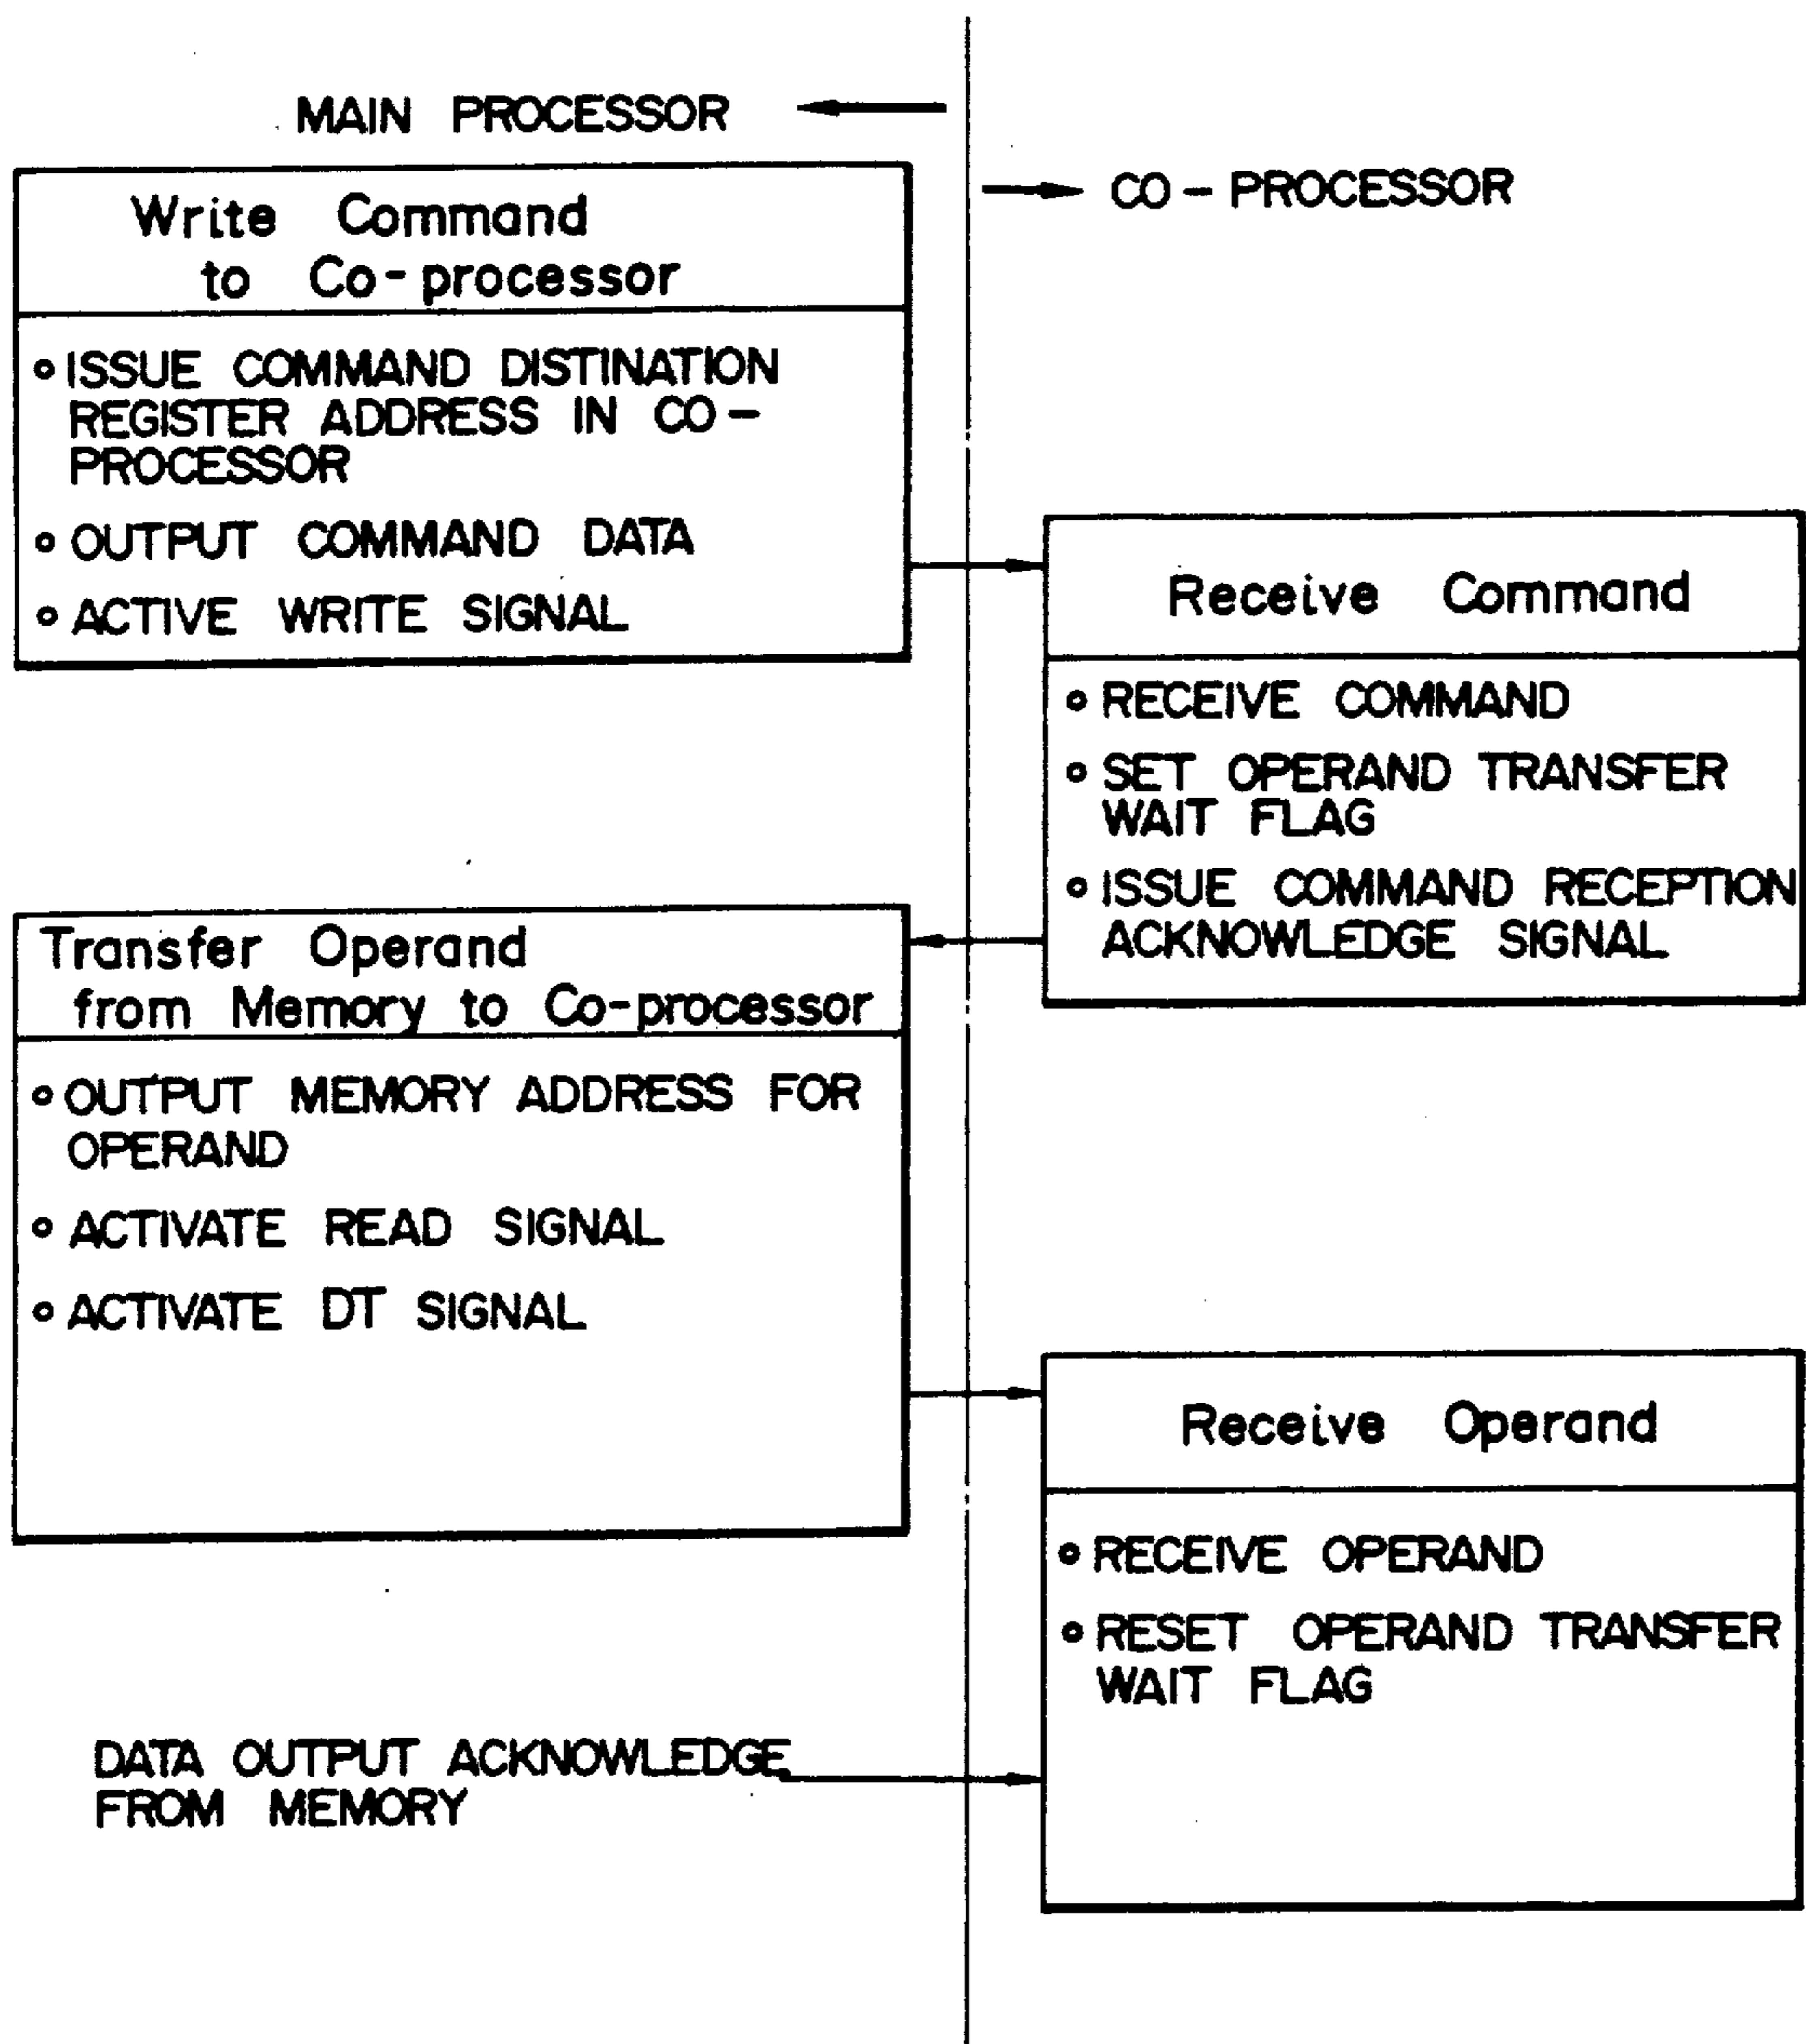 MAIN PROCESSOR
CO-PROCESSOR
Write Command
to Co-processor
∘ ISSUE COMMAND DISTINATION
REGISTER ADDRESS IN CO-
PROCESSOR
∘ OUTPUT COMMAND DATA
∘ ACTIVE WRITE SIGNAL
Receive Command
∘ RECEIVE COMMAND
∘ SET OPERAND TRANSFER
WAIT FLAG
∘ ISSUE COMMAND RECEPTION
ACKNOWLEDGE SIGNAL
Transfer Operand
from Memory to Co-processor
∘ OUTPUT MEMORY ADDRESS FOR
OPERAND
∘ ACTIVATE READ SIGNAL
∘ ACTIVATE DT SIGNAL
Receive Operand
∘ RECEIVE OPERAND
∘ RESET OPERAND TRANSFER
WAIT FLAG
DATA OUTPUT ACKNOWLEDGE
FROM MEMORY